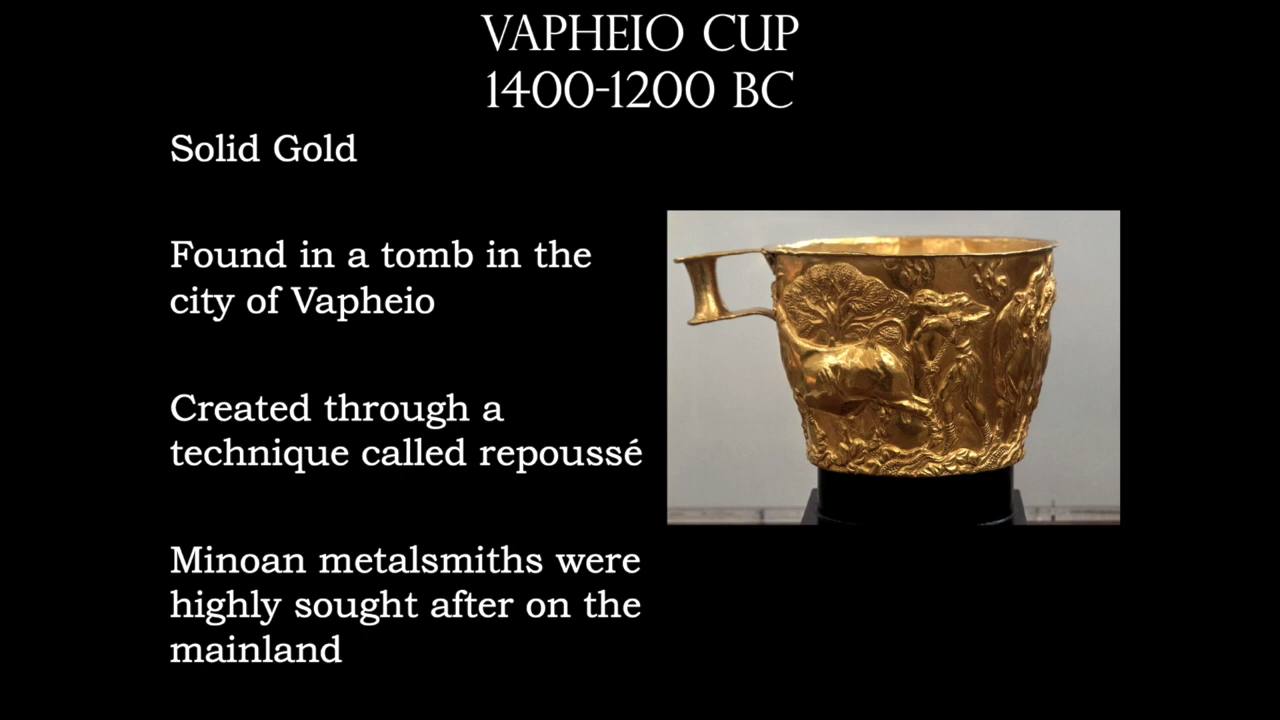 VAPHEIO CUP
1400-1200 BC
Solid Gold
Found in a tomb in the
city of Vapheio
Created through a
technique called repoussé
Minoan metalsmiths were
highly sought after on the
mainland